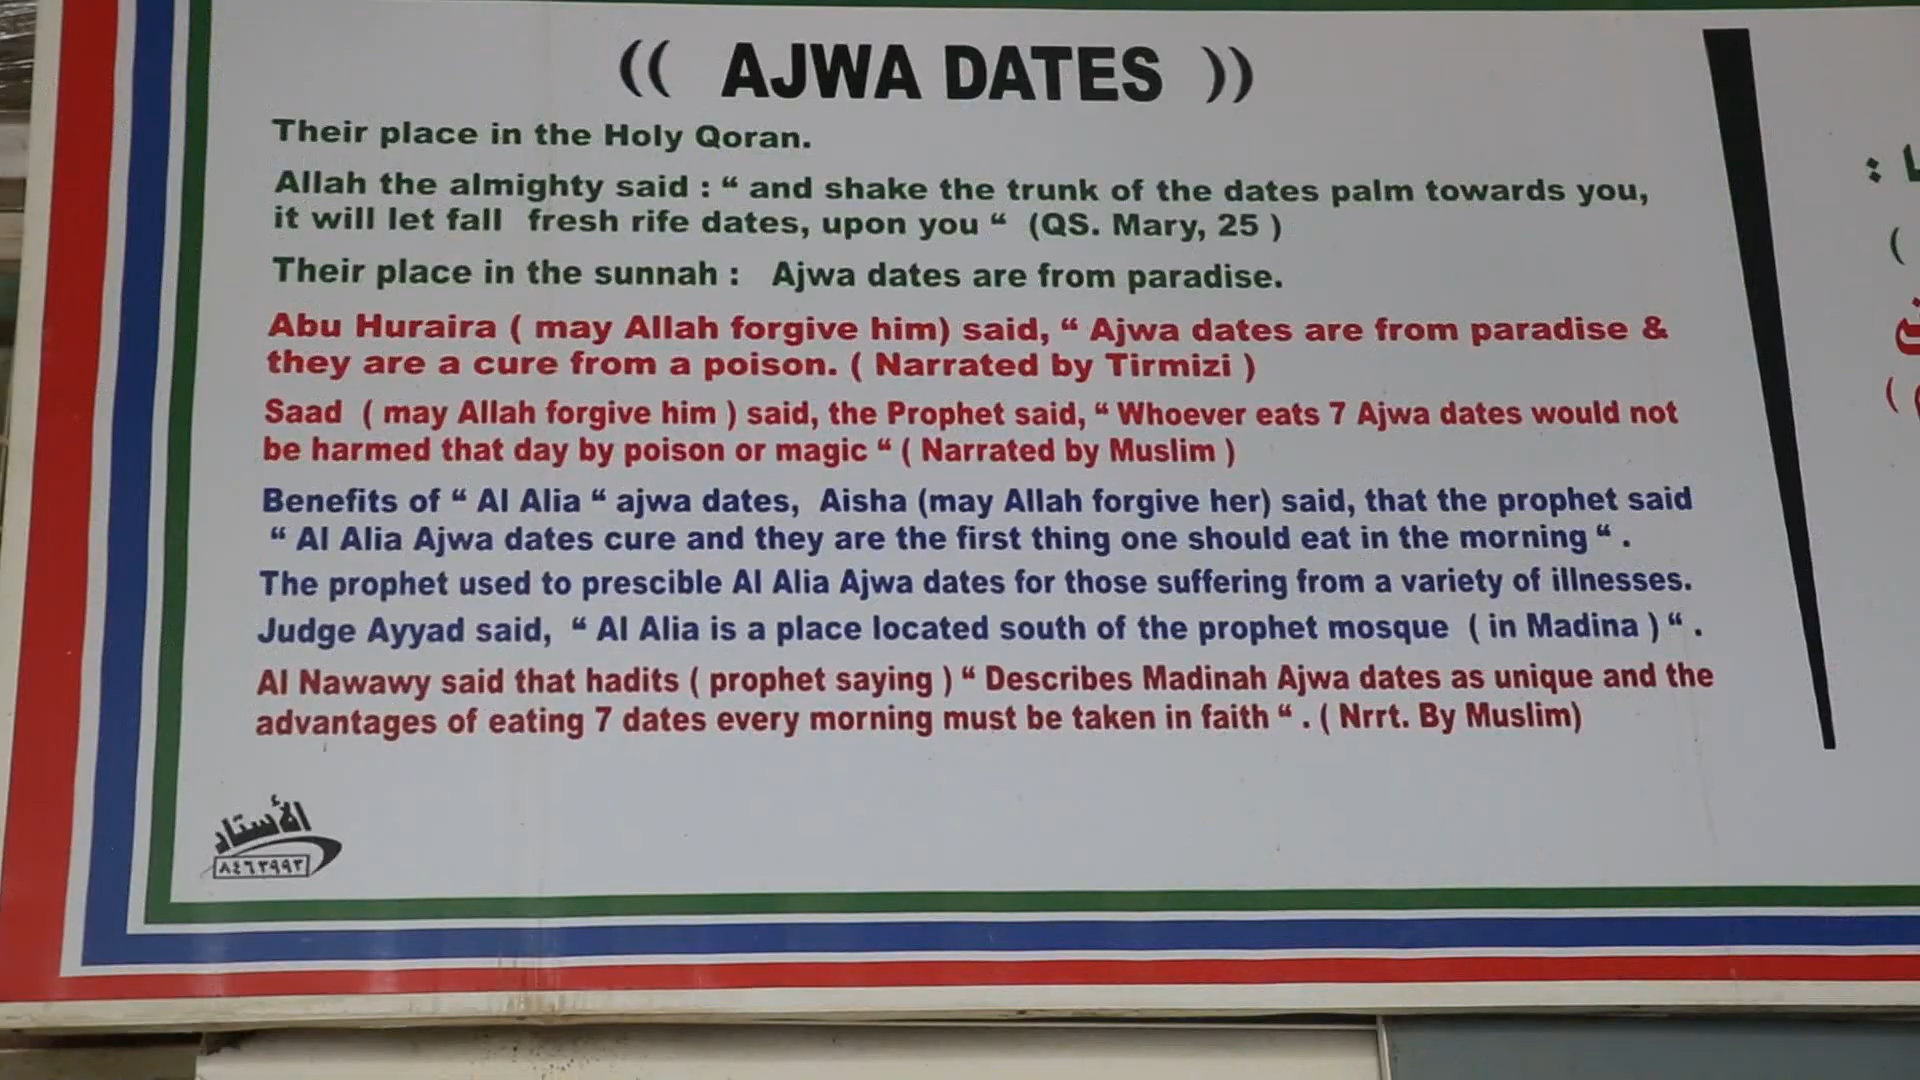 (( AJWA DATES ))
Their place in the Holy Qoran.
Allah the almighty said : “ and shake the trunk of the dates palm towards you,
it will let fall fresh rife dates, upon you “ (QS. Mary, 25 )
Their place in the sunnah : Ajwa dates are from paradise.
Abu Huraira ( may Allah forgive him) said, “ Ajwa dates are from paradise &
they are a cure from a poison. ( Narrated by Tirmizi )
Saad ( may Allah forgive him ) said, the Prophet said, “ Whoever eats 7 Ajwa dates would not
be harmed that day by poison or magic “ ( Narrated by Muslim )
Benefits of “ Al Alia “ ajwa dates, Aisha (may Allah forgive her) said, that the prophet said
“ Al Alia Ajwa dates cure and they are the first thing one should eat in the morning “ .
The prophet used to prescible Al Alia Ajwa dates for those suffering from a variety of illnesses.
Judge Ayyad said, “ Al Alia is a place located south of the prophet mosque ( in Madina ) “ .
Al Nawawy said that hadits ( prophet saying ) “ Describes Madinah Ajwa dates as unique and the
advantages of eating 7 dates every morning must be taken in faith “ . ( Nrrt. By Muslim)
الأستاذ
٨٤٦٣٩٩٣